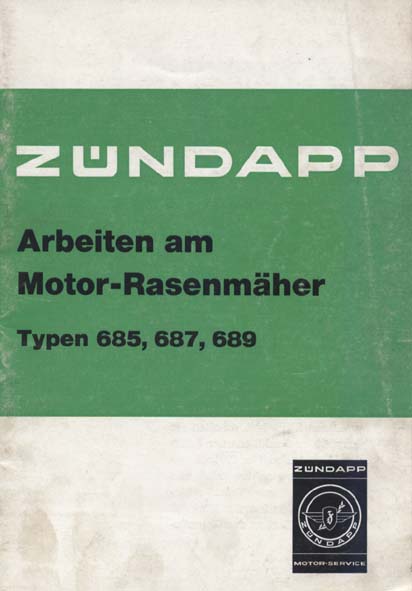 ZÜNDAPP
Arbeiten am
Motor-Rasenmäher
Typen 685, 687, 689
ZÜNDAPP
ZÜNDAPP
MOTOR-SERVICE